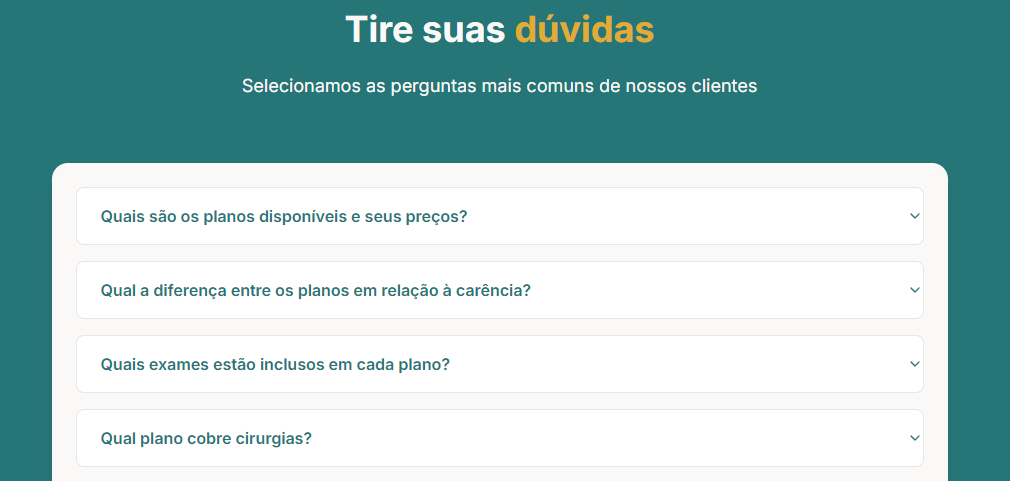 Tire suas dúvidas
Selecionamos as perguntas mais comuns de nossos clientes
Quais são os planos disponíveis e seus preços?
Qual a diferença entre os planos em relação à carência?
Quais exames estão inclusos em cada plano?
Qual plano cobre cirurgias?